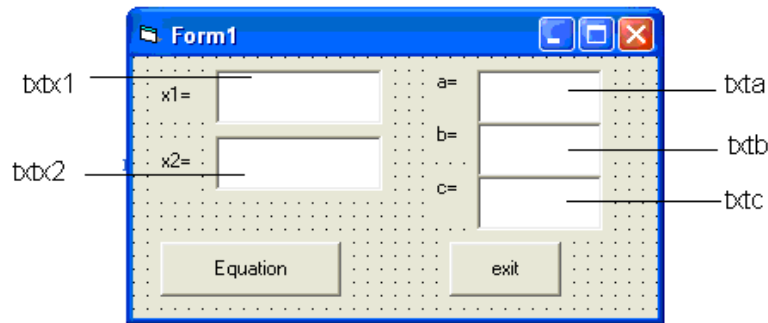 Form1
txtx1
x1=
a=
txta
b=
txtb
txtx2
x2=
c=
txtc
Equation
exit